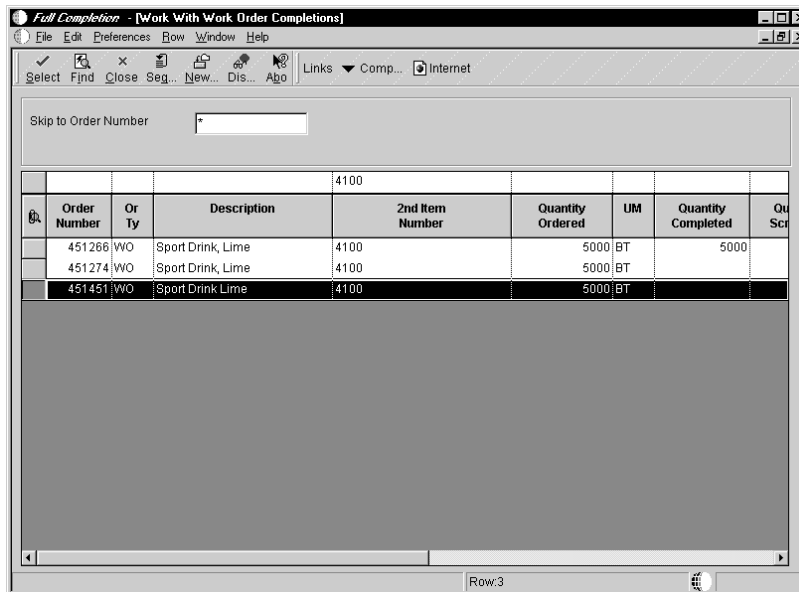 Full Completion - [Work With Work Order Completions]
File Edit Preferences Row Window Help
Select Find Close Seq... New... Dis... Abo Links Comp... Internet
Skip to Order Number *
4100
Order Number Or Ty Description 2nd Item Number Quantity Ordered UM Quantity Completed Qu Scr
451266 WO Sport Drink, Lime 4100 5000 BT 5000
451274 WO Sport Drink, Lime 4100 5000 BT
451451 WO Sport Drink Lime 4100 5000 BT
Row:3